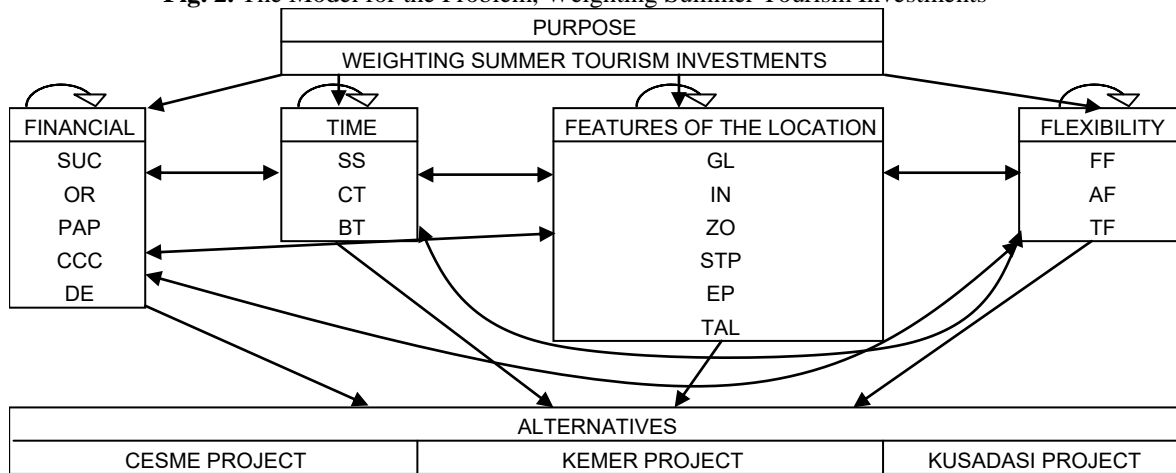 Fig. 2. The Model for the Problem, Weighting Summer Tourism Investments
PURPOSE
WEIGHTING SUMMER TOURISM INVESTMENTS
FINANCIAL
SUC
OR
PAP
CCC
DE
TIME
SS
CT
BT
FEATURES OF THE LOCATION
GL
IN
ZO
STP
EP
TAL
FLEXIBILITY
FF
AF
TF
ALTERNATIVES
CESME PROJECT
KEMER PROJECT
KUSADASI PROJECT